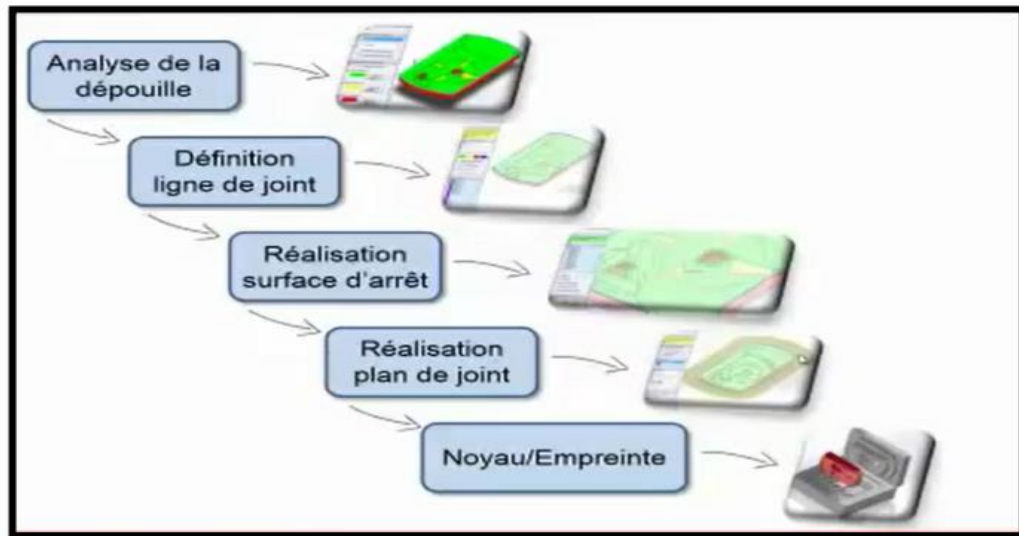 Analyse de la
dépouille
Définition
ligne de joint
Réalisation
surface d'arrêt
Réalisation
plan de joint
Noyau/Empreinte